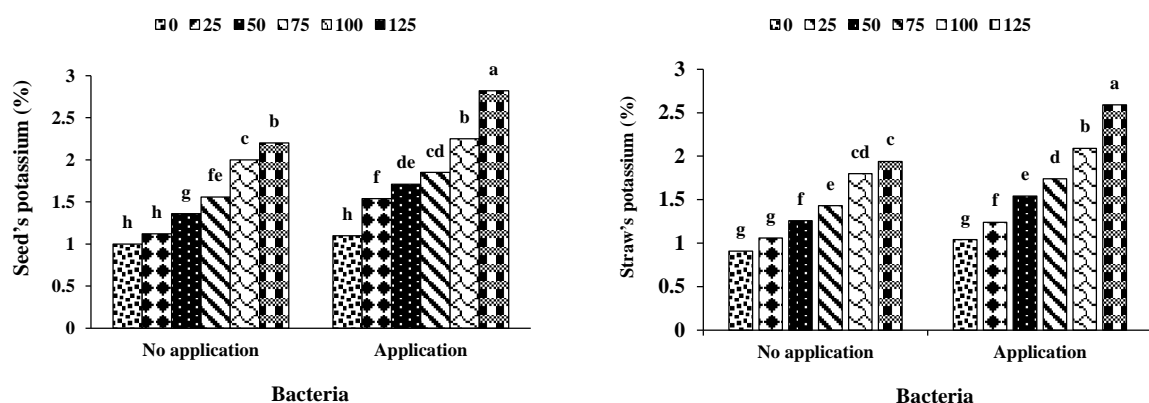 0 25 50 75 100 125
Seed's potassium (%)
3
2.5
2
1.5
1
0.5
0
h h g fe c b
h f de cd b a
No application Application
Bacteria
0 25 50 75 100 125
Straw's potassium (%)
3
2.5
2
1.5
1
0.5
0
g g f e cd c
g f e d b a
No application Application
Bacteria